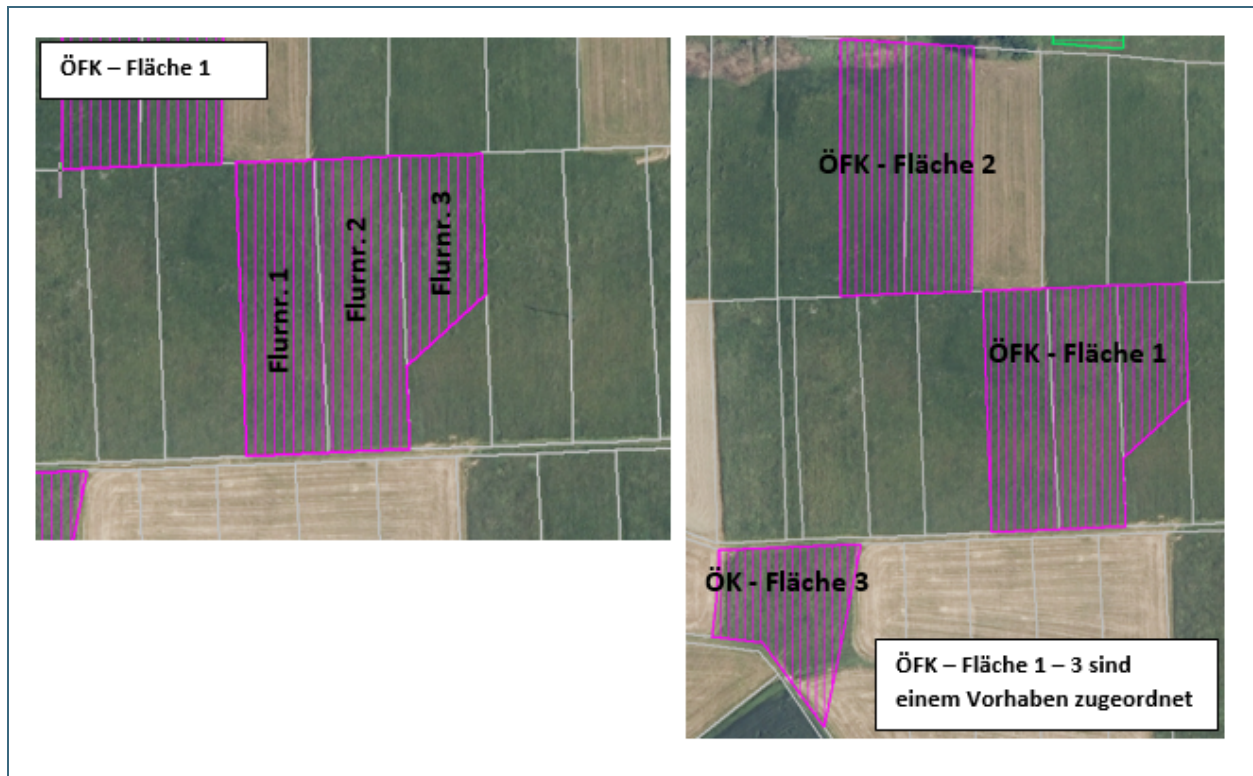 ÖFK – Fläche 1
Flurnr. 1
Flurnr. 2
Flurnr. 3
ÖFK - Fläche 2
ÖFK - Fläche 1
ÖK - Fläche 3
ÖFK – Fläche 1 – 3 sind
einem Vorhaben zugeordnet